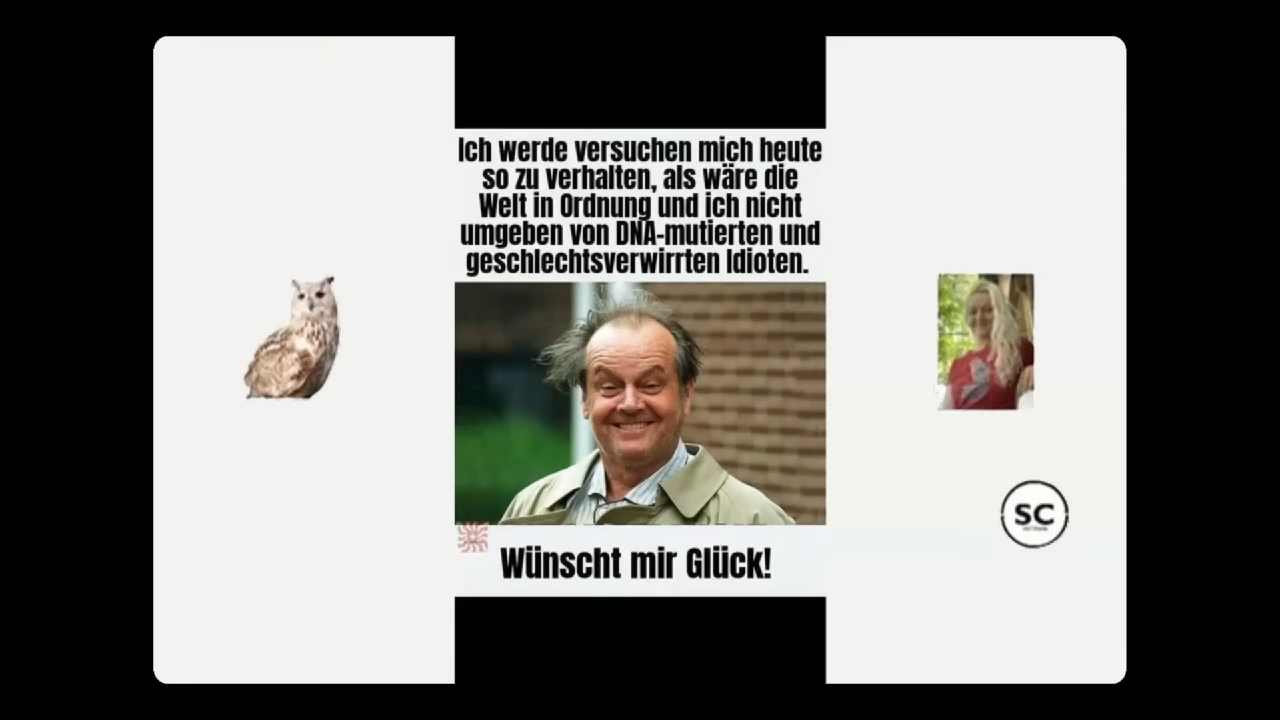 Ich werde versuchen mich heute
so zu verhalten, als wäre die
Welt in Ordnung und ich nicht
umgeben von DNA-mutierten und
geschlechtsverwirrten Idioten.
Wünscht mir Glück!
SC